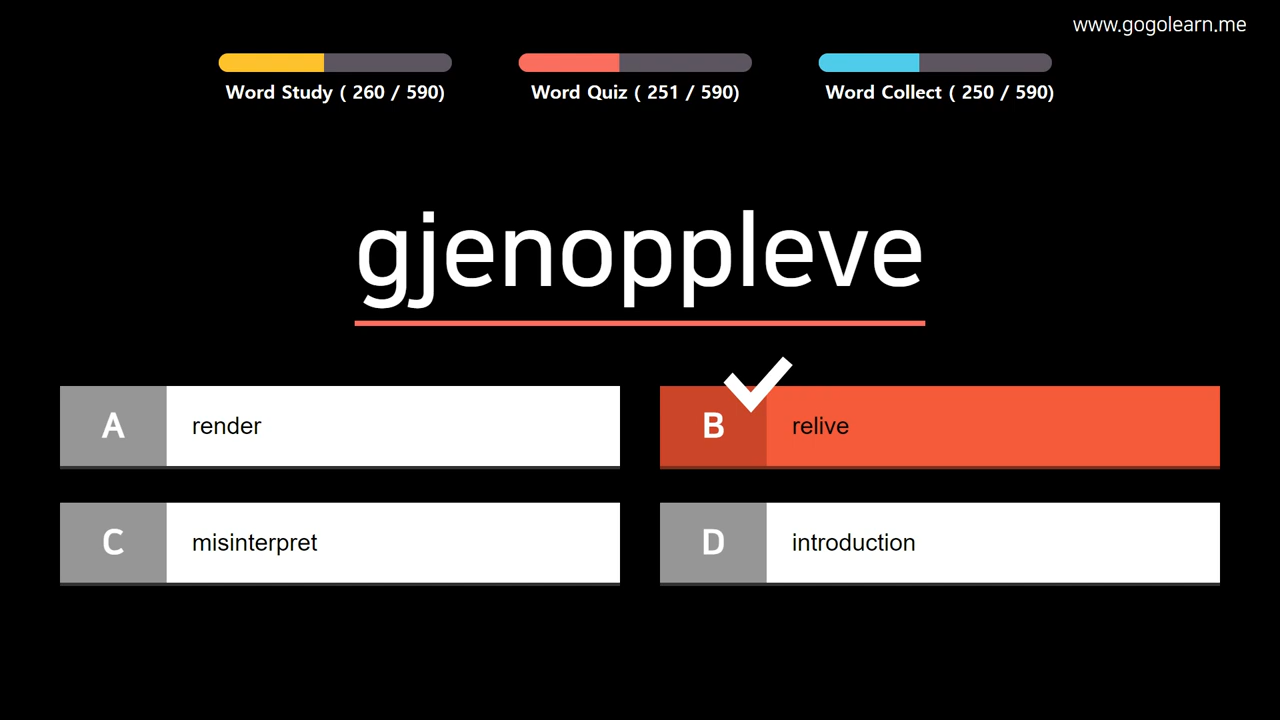 www.gogolearn.me
Word Study ( 260 / 590)
Word Quiz ( 251 / 590)
Word Collect ( 250 / 590)
gjenoppleve
A render
B relive
C misinterpret
D introduction